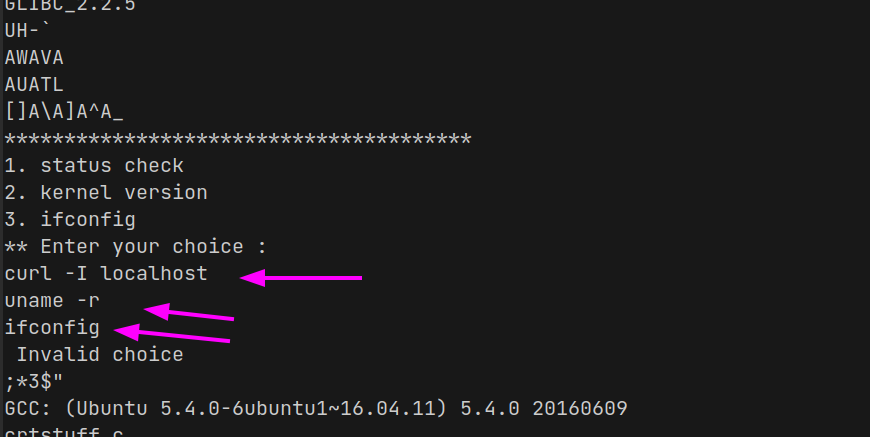 GLIBC_2.2.5
UH-`
AWAVA
AUATL
[]A\A]A^A_
***************************************
1. status check
2. kernel version
3. ifconfig
** Enter your choice :
curl -I localhost
uname -r
ifconfig
 Invalid choice
;*3$"
GCC: (Ubuntu 5.4.0-6ubuntu1~16.04.11) 5.4.0 20160609
crtstuff.c